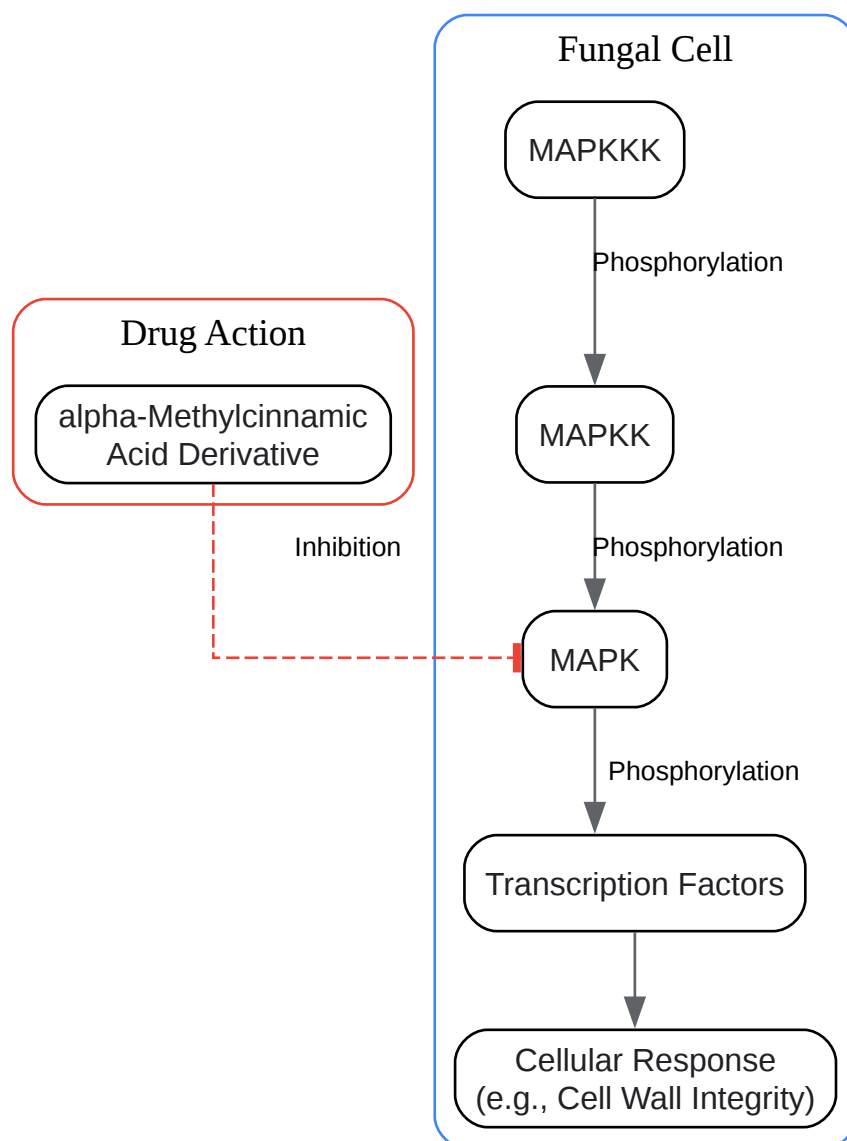 Fungal Cell
MAPKKK
Phosphorylation
Drug Action
alpha-Methylcinnamic
Acid Derivative
MAPKK
Inhibition
Phosphorylation
MAPK
Phosphorylation
Transcription Factors
Cellular Response
(e.g., Cell Wall Integrity)